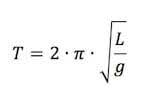 T = 2 · π · √(L/g)